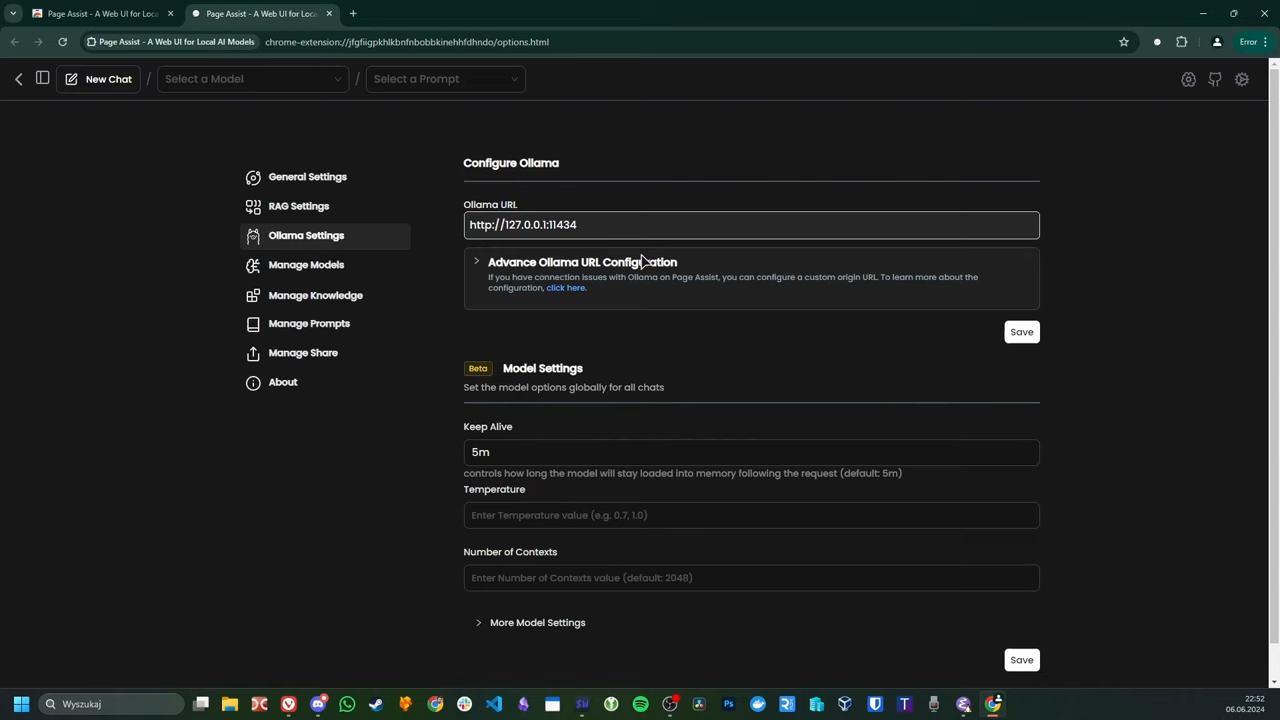 Page Assist - A Web UI for Loca
Page Assist - A Web UI for Loca
Page Assist - A Web UI for Local AI Models
chrome-extension://jfgfiigpkhlkbnfnbobbkinehhfdhndo/options.html
Error
New Chat
/
Select a Model
/
Select a Prompt
General Settings
RAG Settings
Ollama Settings
Manage Models
Manage Knowledge
Manage Prompts
Manage Share
About
Configure Ollama
Ollama URL
http://127.0.0.1:11434
Advance Ollama URL Configuration
If you have connection issues with Ollama on Page Assist, you can configure a custom origin URL. To learn more about the
configuration, click here.
Save
Beta Model Settings
Set the model options globally for all chats
Keep Alive
5m
controls how long the model will stay loaded into memory following the request (default: 5m)
Temperature
Enter Temperature value (e.g. 0.7, 1.0)
Number of Contexts
Enter Number of Contexts value (default: 2048)
More Model Settings
Save
Wyszukaj
22:52
06.06.2024